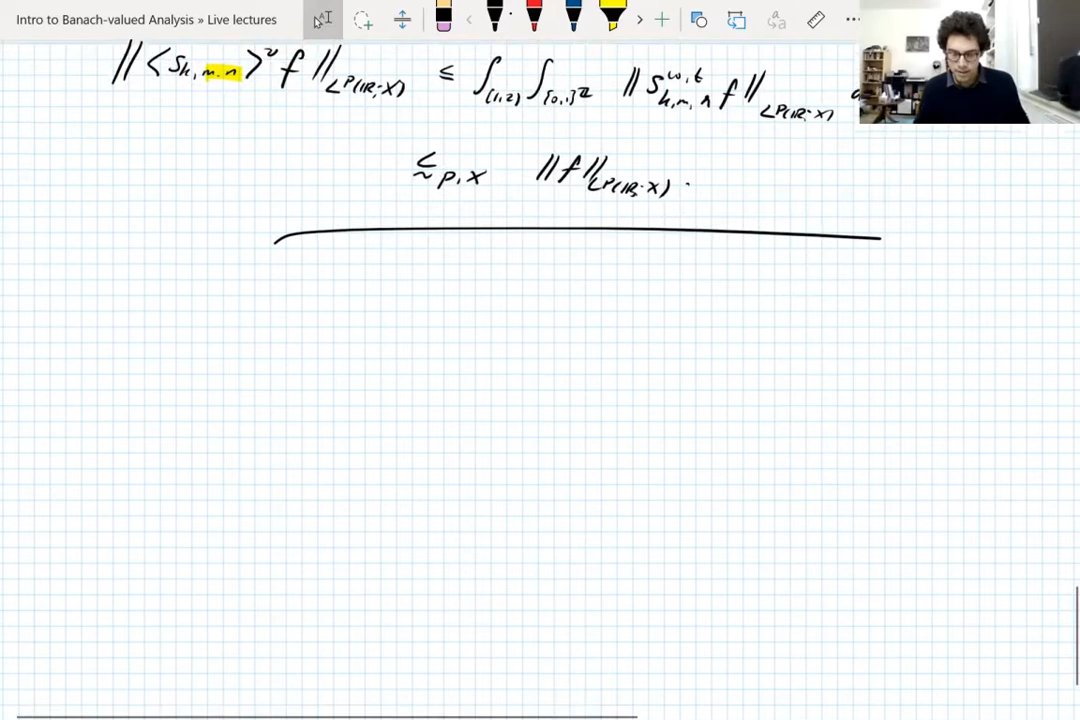 Intro to Banach-valued Analysis » Live lectures
‖⟨S_{k,m,n}⟩^ν f‖_{L^p(ℝ;X)} ≤ ∫_{(1,2)} ∫_{{0,1}^ℤ} ‖S^{ω,t}_{k,m,n} f‖_{L^p(ℝ;X)}
≲_{p,X} ‖f‖_{L^p(ℝ;X)} .